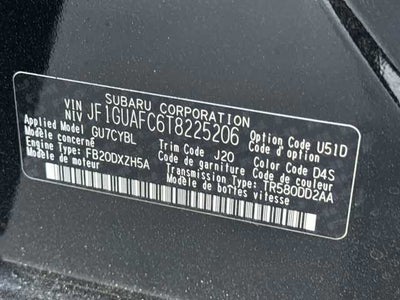 SUBARU CORPORATION
VIN
NIV JF1GUAFC6T8225206 Option Code U51D
Code d'option
Applied Model GU7CYBL Trim Code J20 Color Code D4S
Modèle concerné Code de garniture Code de couleur
Engine Type FB20DXZH5A Transmission Type TR580DD2AA
Type de moteur Modèle de boîtes vitesse